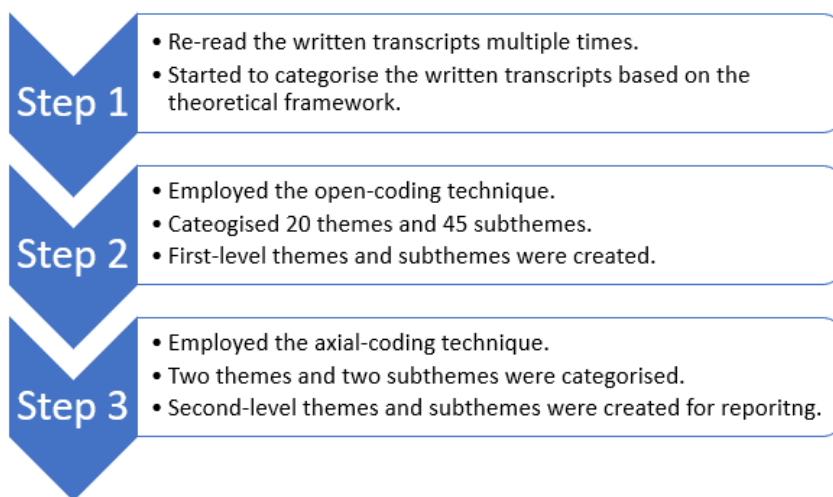 Step 1
• Re-read the written transcripts multiple times.
• Started to categorise the written transcripts based on the
theoretical framework.
Step 2
• Employed the open-coding technique.
• Cateogised 20 themes and 45 subthemes.
• First-level themes and subthemes were created.
Step 3
• Employed the axial-coding technique.
• Two themes and two subthemes were categorised.
• Second-level themes and subthemes were created for reporitng.